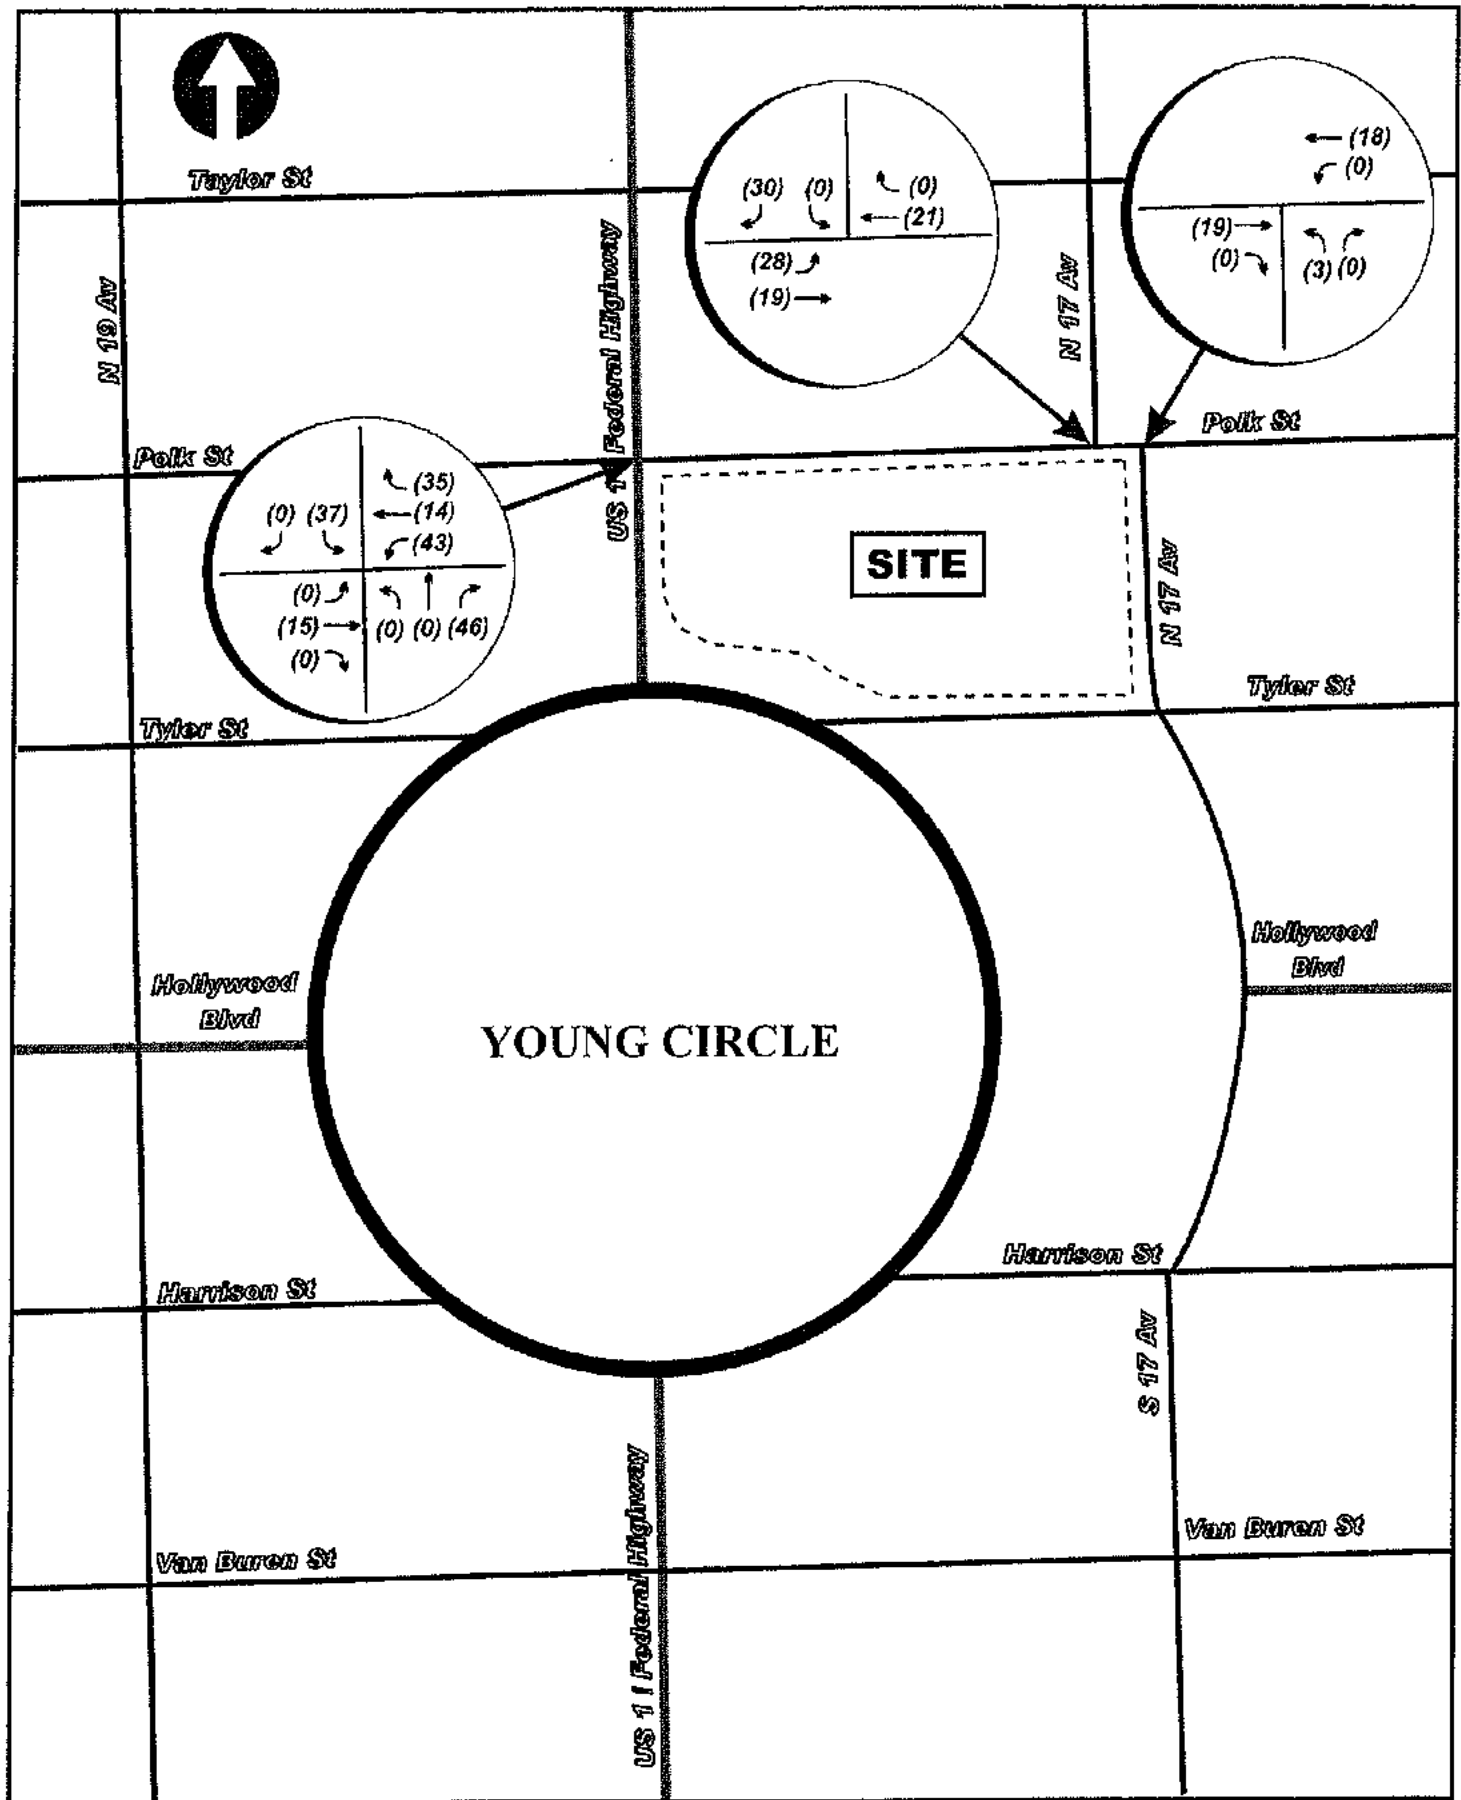 Taylor St
(18)
(0)
(30) (0)
(0)
(21)
(19)
(0)
(3) (0)
(28)
(19)
N 19 Av
US 1 Federal Highway
N 17 Av
Polk St
Polk St
(35)
(0) (37)
(14)
(43)
(0)
(15)
(0) (0) (46)
(0)
SITE
N 17 Av
Tyler St
Tyler St
Hollywood
Blvd
Hollywood
Blvd
YOUNG CIRCLE
Harrison St
Harrison St
S 17 Av
Van Buren St
Van Buren St
US 1 / Federal Highway